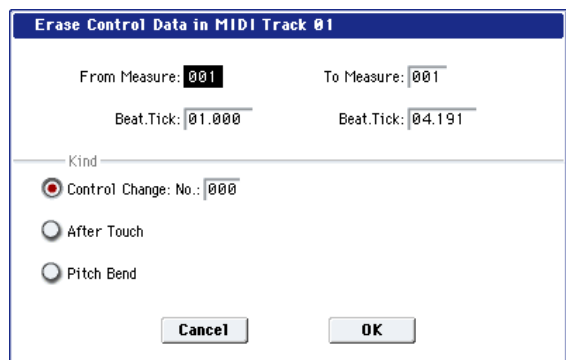 Erase Control Data in MIDI Track 01
From Measure: 001 To Measure: 001
Beat.Tick: 01.000 Beat.Tick: 04.191
Kind
Control Change: No.: 000
After Touch
Pitch Bend
Cancel OK